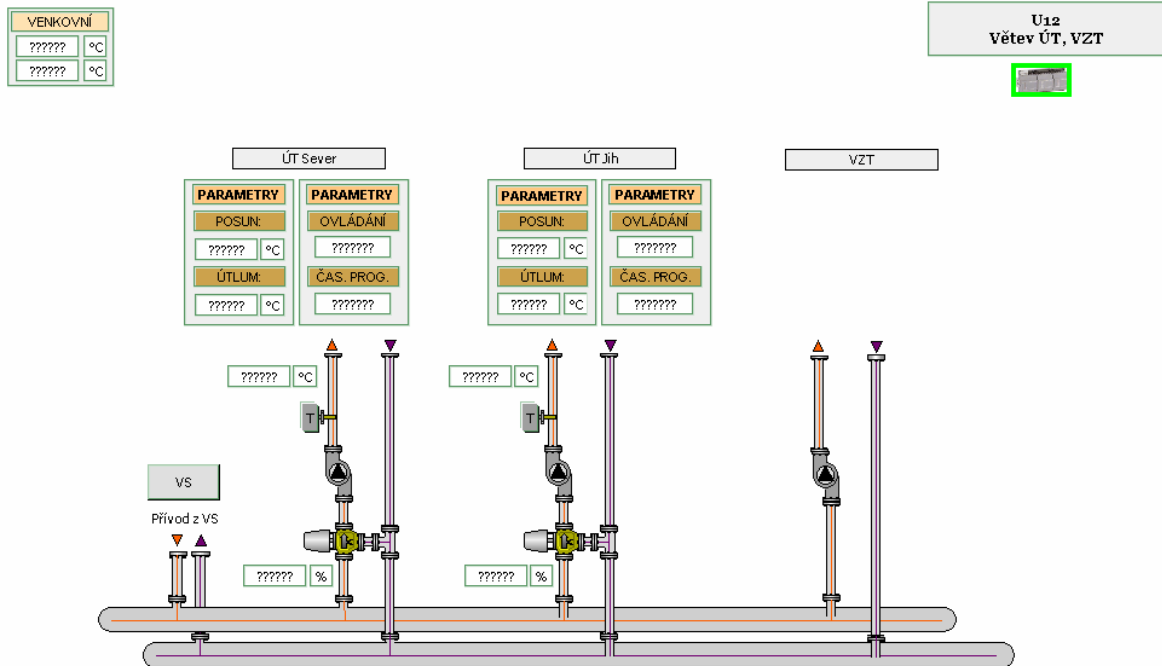 VENKOVNÍ
?????? °C
?????? °C
U12
Větev ÚT, VZT
ÚT Sever
PARAMETRY PARAMETRY
POSUN: OVLÁDÁNÍ
?????? °C ???????
ÚTLUM: ČAS. PROG.
?????? °C ???????
?????? °C
T
?????? %
ÚT Jih
PARAMETRY PARAMETRY
POSUN: OVLÁDÁNÍ
?????? °C ???????
ÚTLUM: ČAS. PROG.
?????? °C ???????
?????? °C
T
?????? %
VZT
VS
Přívod z VS